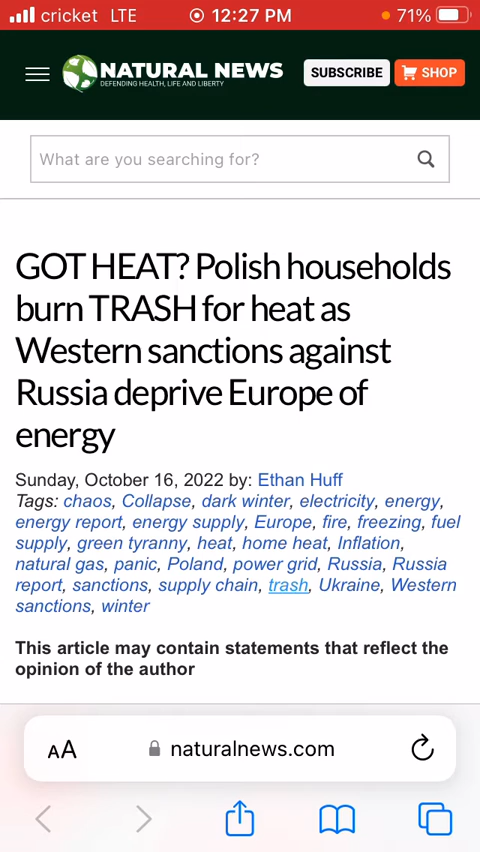 cricket LTE 12:27 PM 71%
NATURAL NEWS SUBSCRIBE SHOP
DEFENDING HEALTH, LIFE AND LIBERTY
What are you searching for?
GOT HEAT? Polish households
burn TRASH for heat as
Western sanctions against
Russia deprive Europe of
energy
Sunday, October 16, 2022 by: Ethan Huff
Tags: chaos, Collapse, dark winter, electricity, energy,
energy report, energy supply, Europe, fire, freezing, fuel
supply, green tyranny, heat, home heat, Inflation,
natural gas, panic, Poland, power grid, Russia, Russia
report, sanctions, supply chain, trash, Ukraine, Western
sanctions, winter
This article may contain statements that reflect the
opinion of the author
AA naturalnews.com